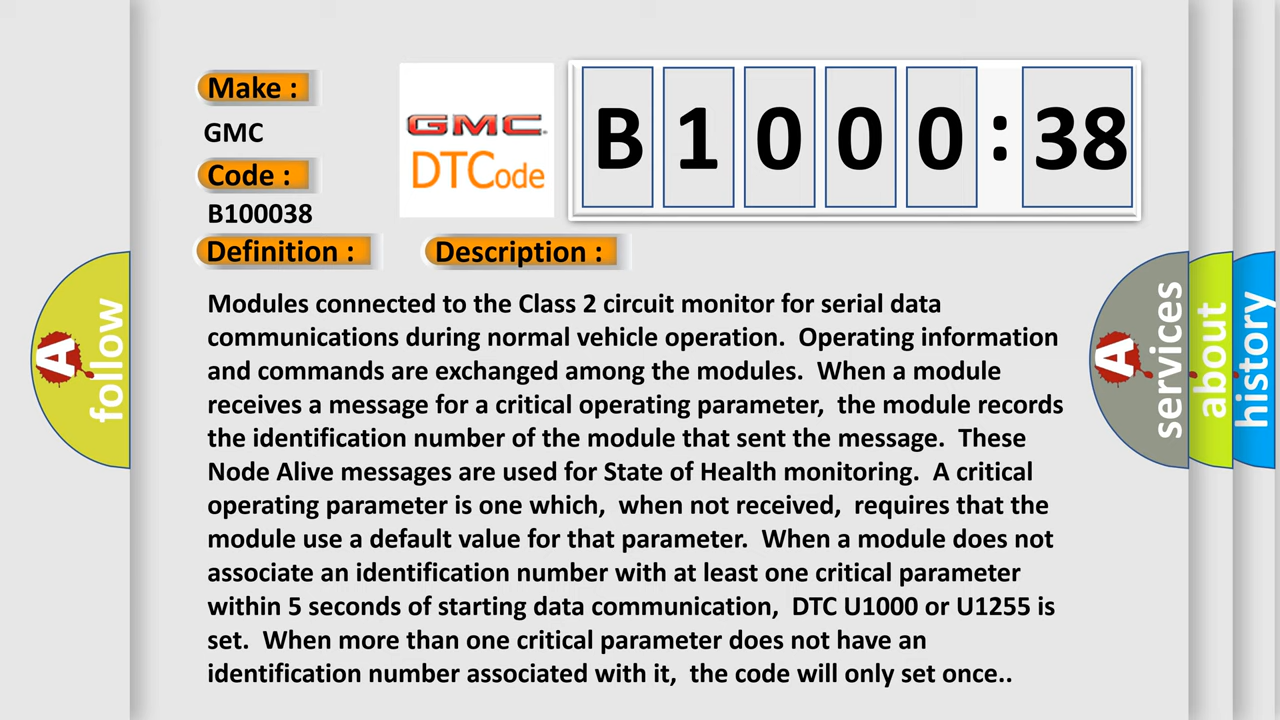 Make :
GMC
Code :
B100038
Definition :
Description :
GMC
DTCode
B 1 0 0 0 : 38
Modules connected to the Class 2 circuit monitor for serial data
communications during normal vehicle operation. Operating information
and commands are exchanged among the modules. When a module
receives a message for a critical operating parameter, the module records
the identification number of the module that sent the message. These
Node Alive messages are used for State of Health monitoring. A critical
operating parameter is one which, when not received, requires that the
module use a default value for that parameter. When a module does not
associate an identification number with at least one critical parameter
within 5 seconds of starting data communication, DTC U1000 or U1255 is
set. When more than one critical parameter does not have an
identification number associated with it, the code will only set once..
A
follow
A
services
about
history